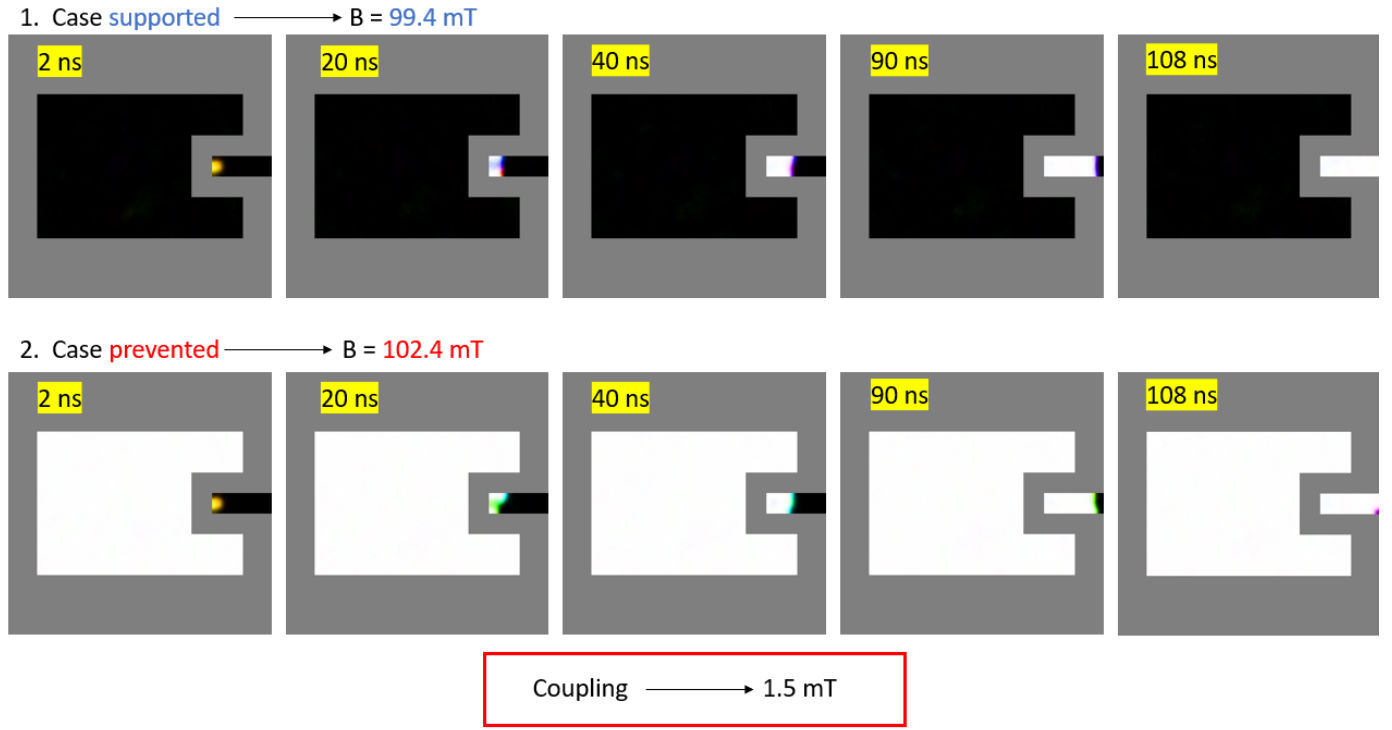 1. Case supported → B = 99.4 mT
2 ns
20 ns
40 ns
90 ns
108 ns
2. Case prevented → B = 102.4 mT
2 ns
20 ns
40 ns
90 ns
108 ns
Coupling → 1.5 mT